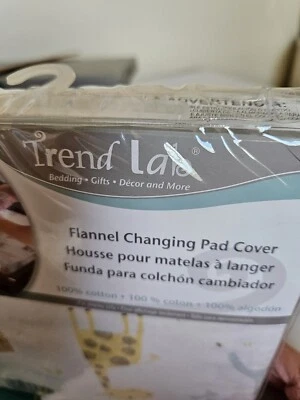 ADVERTENCIA:
Trend Lab®
Bedding • Gifts • Décor and More
Flannel Changing Pad Cover
Housse pour matelas à langer
Funda para colchón cambiador
100% cotton • 100 % coton • 100% algodón